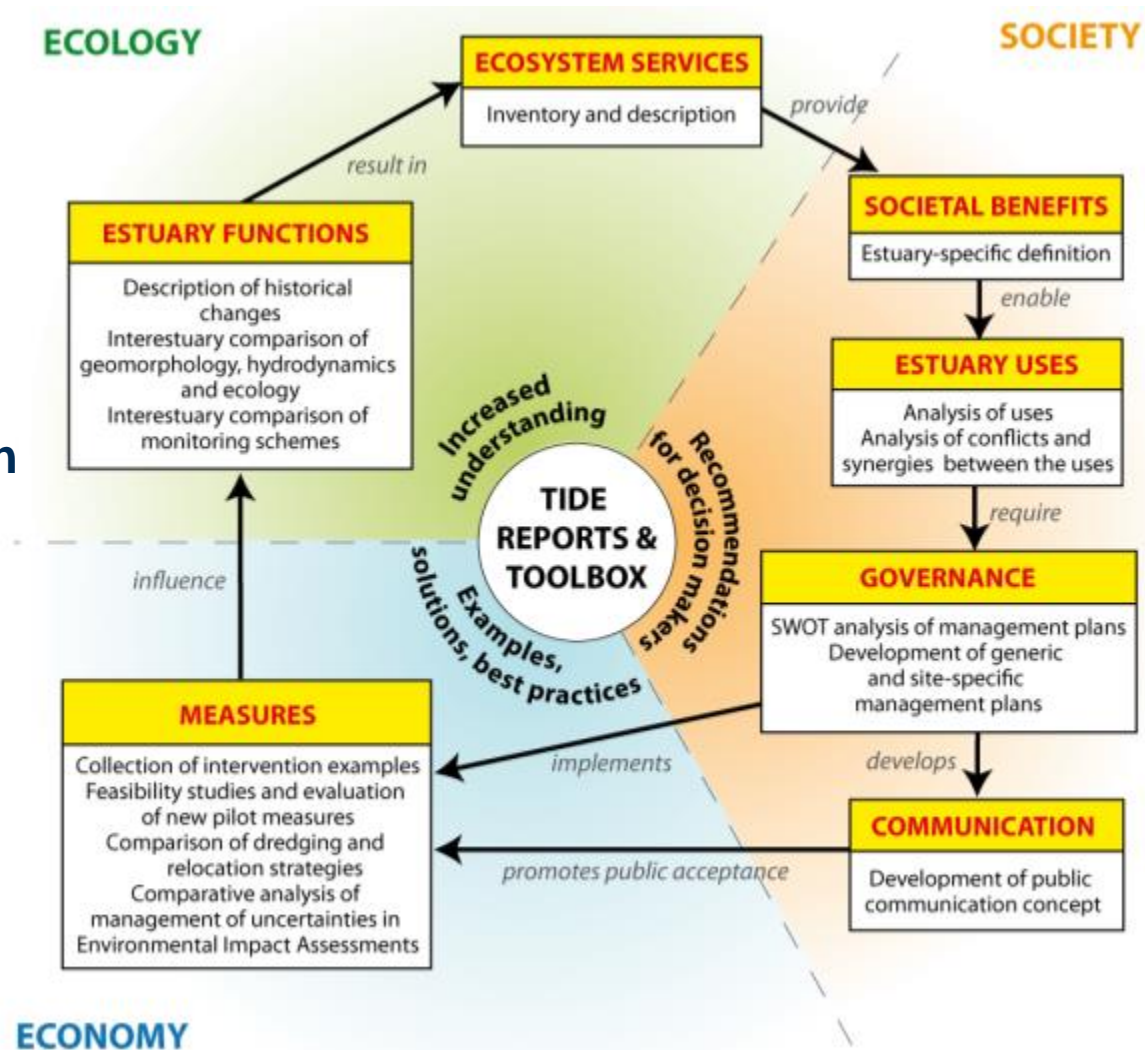 ECOLOGY
SOCIETY
ECOSYSTEM SERVICES
Inventory and description
provide
result in
SOCIETAL BENEFITS
Estuary-specific definition
enable
ESTUARY FUNCTIONS
Description of historical
changes
Interestuary comparison of
geomorphology, hydrodynamics
and ecology
Interestuary comparison of
monitoring schemes
ESTUARY USES
Analysis of uses
Analysis of conflicts and
synergies between the uses
require
Increased
understanding
Recommendations
for decision makers
TIDE
REPORTS &
TOOLBOX
Examples,
solutions, best practices
n
influence
GOVERNANCE
SWOT analysis of management plans
Development of generic
and site-specific
management plans
implements
develops
MEASURES
Collection of intervention examples
Feasibility studies and evaluation
of new pilot measures
Comparison of dredging and
relocation strategies
Comparative analysis of
management of uncertainties in
Environmental Impact Assessments
promotes public acceptance
COMMUNICATION
Development of public
communication concept
ECONOMY